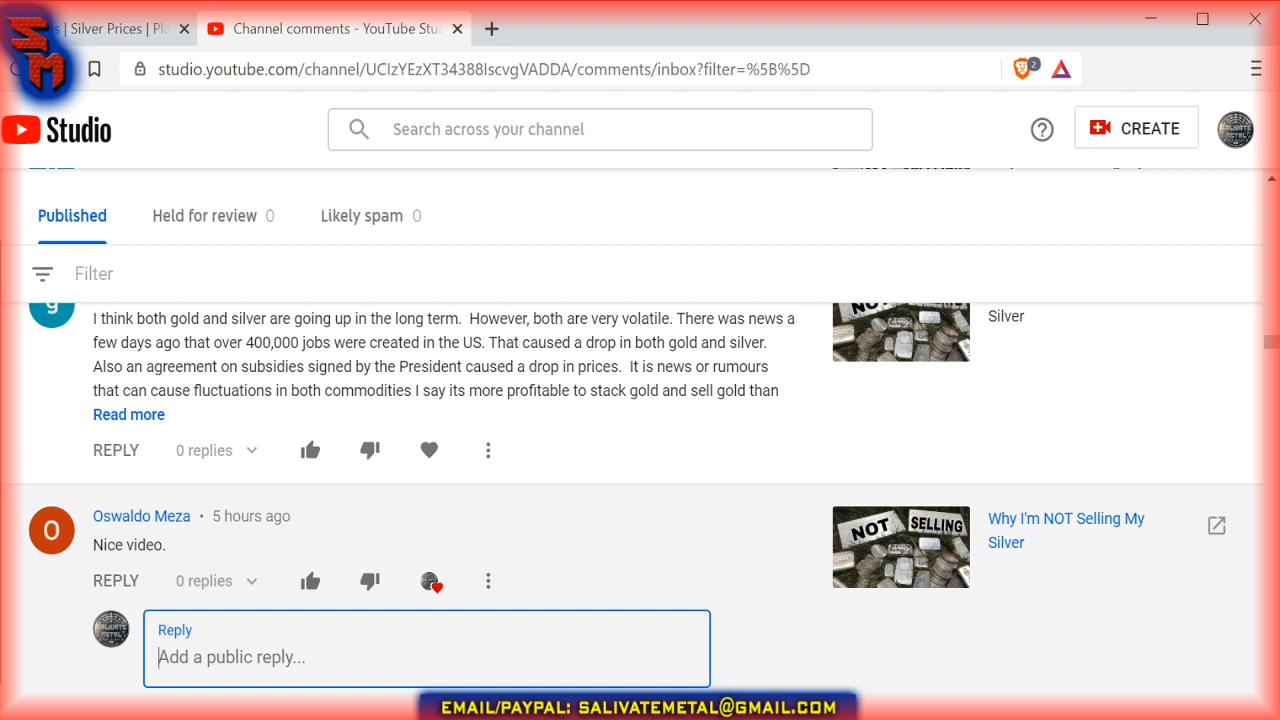 s | Silver Prices | Pla
Channel comments - YouTube Stud
SM
studio.youtube.com/channel/UCIzYEzXT34388IscvgVADDA/comments/inbox?filter=%5B%5D
2
Studio
Search across your channel
CREATE
Published
Held for review 0
Likely spam 0
Filter
g
I think both gold and silver are going up in the long term. However, both are very volatile. There was news a
few days ago that over 400,000 jobs were created in the US. That caused a drop in both gold and silver.
Also an agreement on subsidies signed by the President caused a drop in prices. It is news or rumours
that can cause fluctuations in both commodities I say its more profitable to stack gold and sell gold than
Read more
NOT
Silver
REPLY 0 replies
O
Oswaldo Meza • 5 hours ago
Nice video.
REPLY 0 replies
NOT SELLING
Why I'm NOT Selling My
Silver
SALIVATE METAL
Reply
Add a public reply...
EMAIL/PAYPAL: SALIVATEMETAL@GMAIL.COM